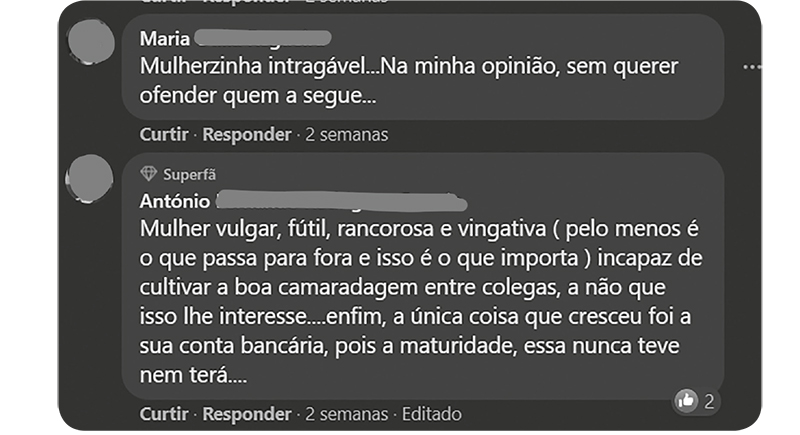 Curtir · Responder · 2 semanas
Maria
Mulherzinha intragável...Na minha opinião, sem querer
ofender quem a segue...
Curtir · Responder · 2 semanas
Superfã
António
Mulher vulgar, fútil, rancorosa e vingativa ( pelo menos é
o que passa para fora e isso é o que importa ) incapaz de
cultivar a boa camaradagem entre colegas, a não que
isso lhe interesse....enfim, a única coisa que cresceu foi a
sua conta bancária, pois a maturidade, essa nunca teve
nem terá....
2
Curtir · Responder · 2 semanas · Editado